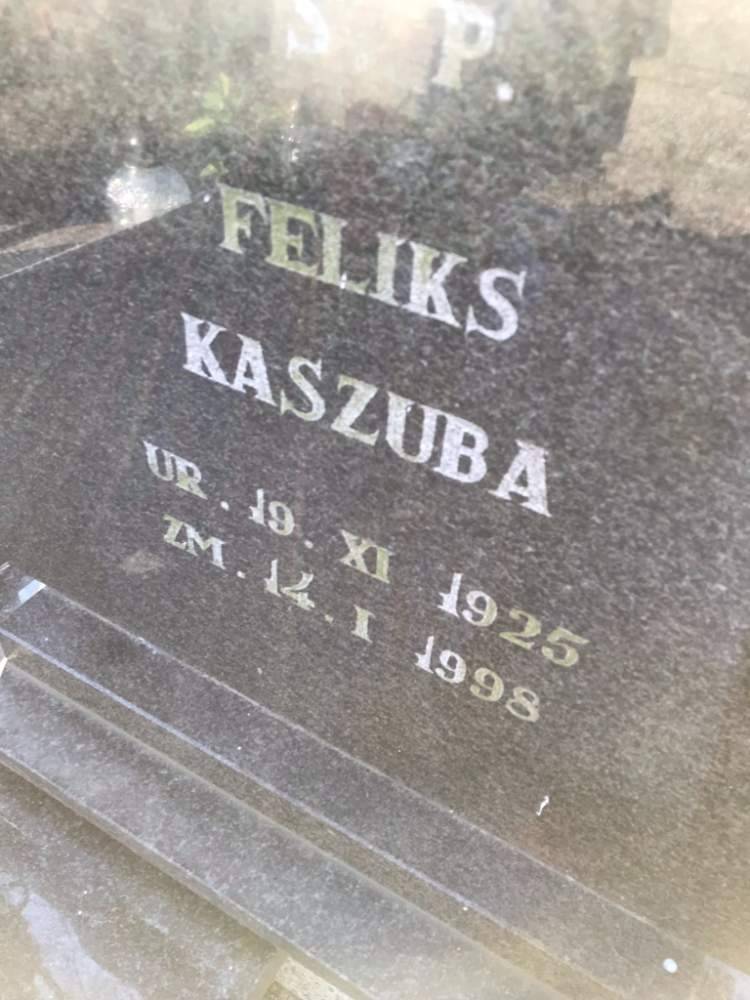 S P
FELIKS
KASZUBA
UR. 19. XI 1925
ZM. 14. I 1998